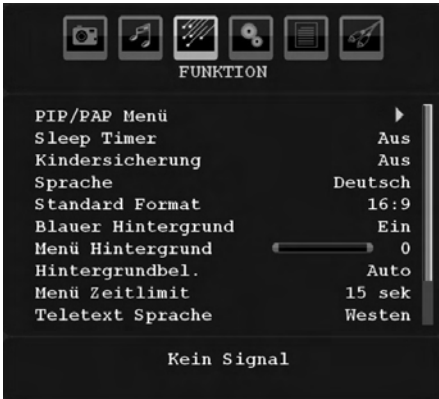 FUNKTION
PIP/PAP Menü
Sleep Timer Aus
Kindersicherung Aus
Sprache Deutsch
Standard Format 16:9
Blauer Hintergrund Ein
Menü Hintergrund 0
Hintergrundbel. Auto
Menü Zeitlimit 15 sek
Teletext Sprache Westen
Kein Signal